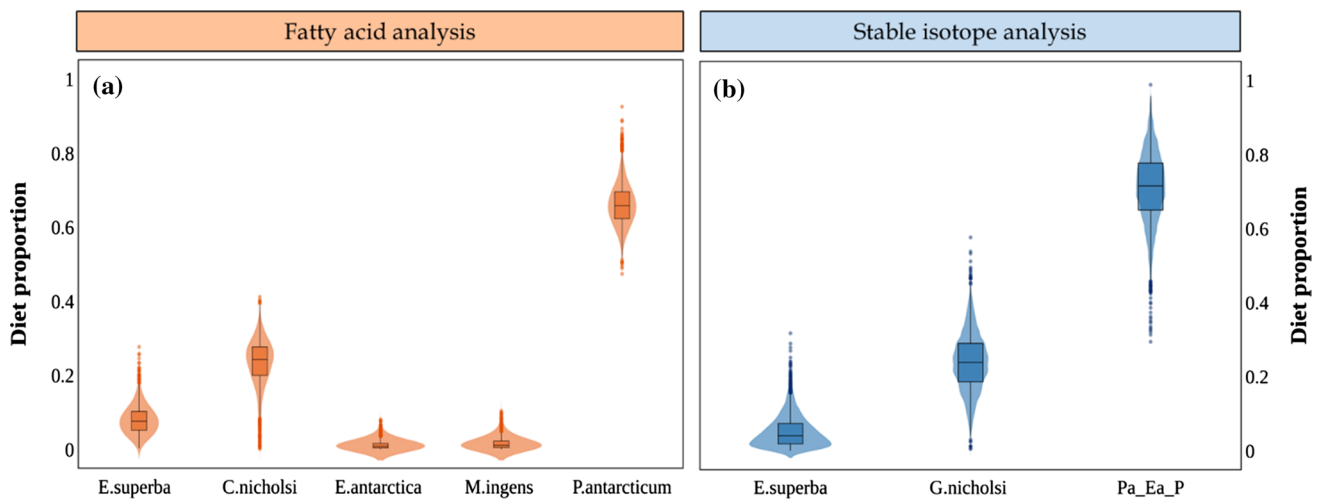 Fatty acid analysis
Stable isotope analysis
(a)
(b)
Diet proportion
1
0.8
0.6
0.4
0.2
0
E.superba
C.nicholsi
E.antarctica
M.ingens
P.antarcticum
E.superba
G.nicholsi
Pa_Ea_P
1
0.8
0.6
0.4
0.2
0
Diet proportion